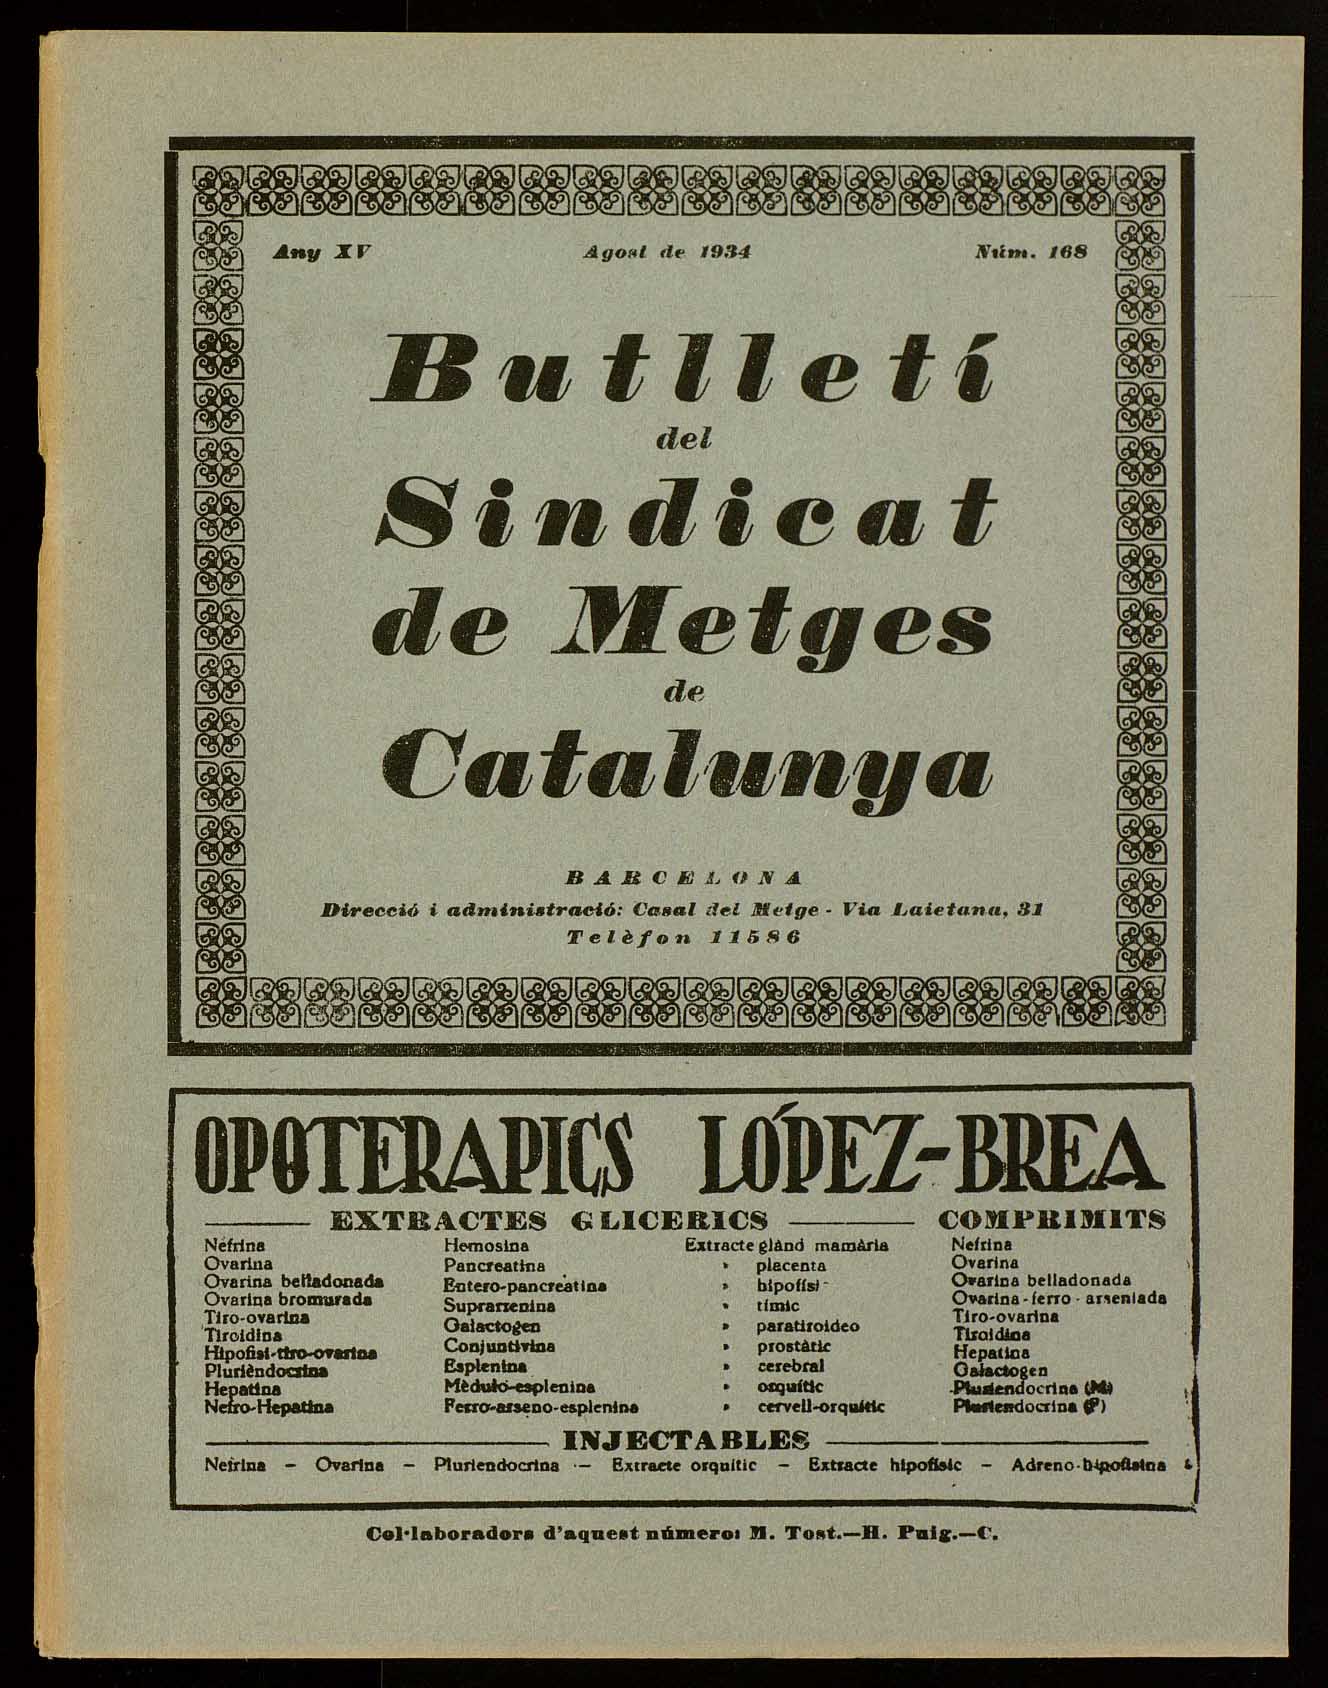 Any XV Agost de 1934 Núm. 168
Butlletí
del
Sindicat
de Metges
de
Catalunya
BARCELONA
Direcció i administració: Casal del Metge - Via Laietana, 31
Telèfon 11586
OPOTERAPICS LÓPEZ-BREA
EXTRACTES GLICERICS
Nefrina
Ovarina
Ovarina belladonada
Ovarina bromurada
Tiro-ovarina
Tiroidina
Hipofisi-tiro-ovarina
Plurièndocrina
Hepatina
Nefro-Hepatina
Hemosina
Pancreatina
Entero-pancreàtina
Suprarrenina
Galactogen
Conjuntivina
Esplenina
Mèdulo-esplenina
Ferro-arseno-esplenina
Extracte glànd mamària
» placenta
» hipofisi
» tímic
» paratiroideo
» prostàtic
» cerebral
» orquític
» cervell-orquític
COMPRIMITS
Nefrina
Ovarina
Ovarina belladonada
Ovarina-ferro-arseniada
Tiro-ovarina
Tiroidina
Hepatina
Galactogen
Pluriendocrina (M)
Pluriendocrina (F)
INJECTABLES
Nefrina - Ovarina - Pluriendocrina - Extracte orquitic - Extracte hipofisic - Adreno-hipofisina
Col·laboradors d'aquest número: M. Tost.—H. Puig.—C.